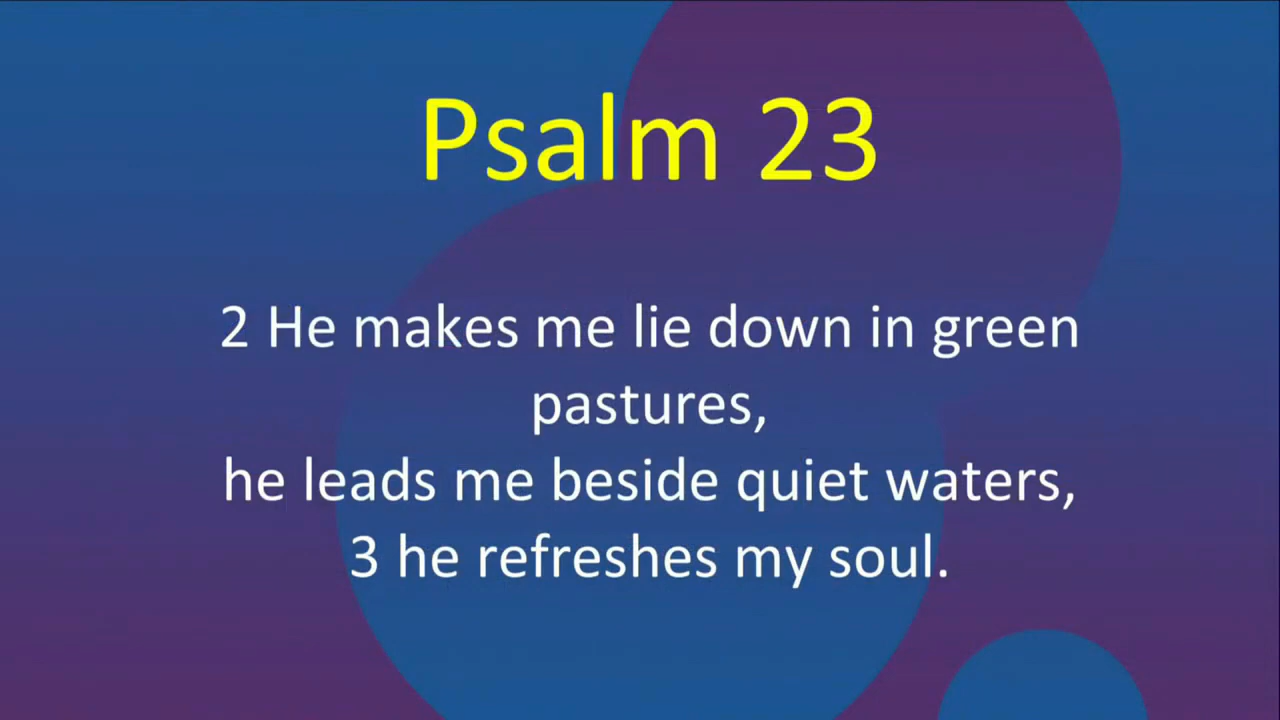 Psalm 23
2 He makes me lie down in green
pastures,
he leads me beside quiet waters,
3 he refreshes my soul.